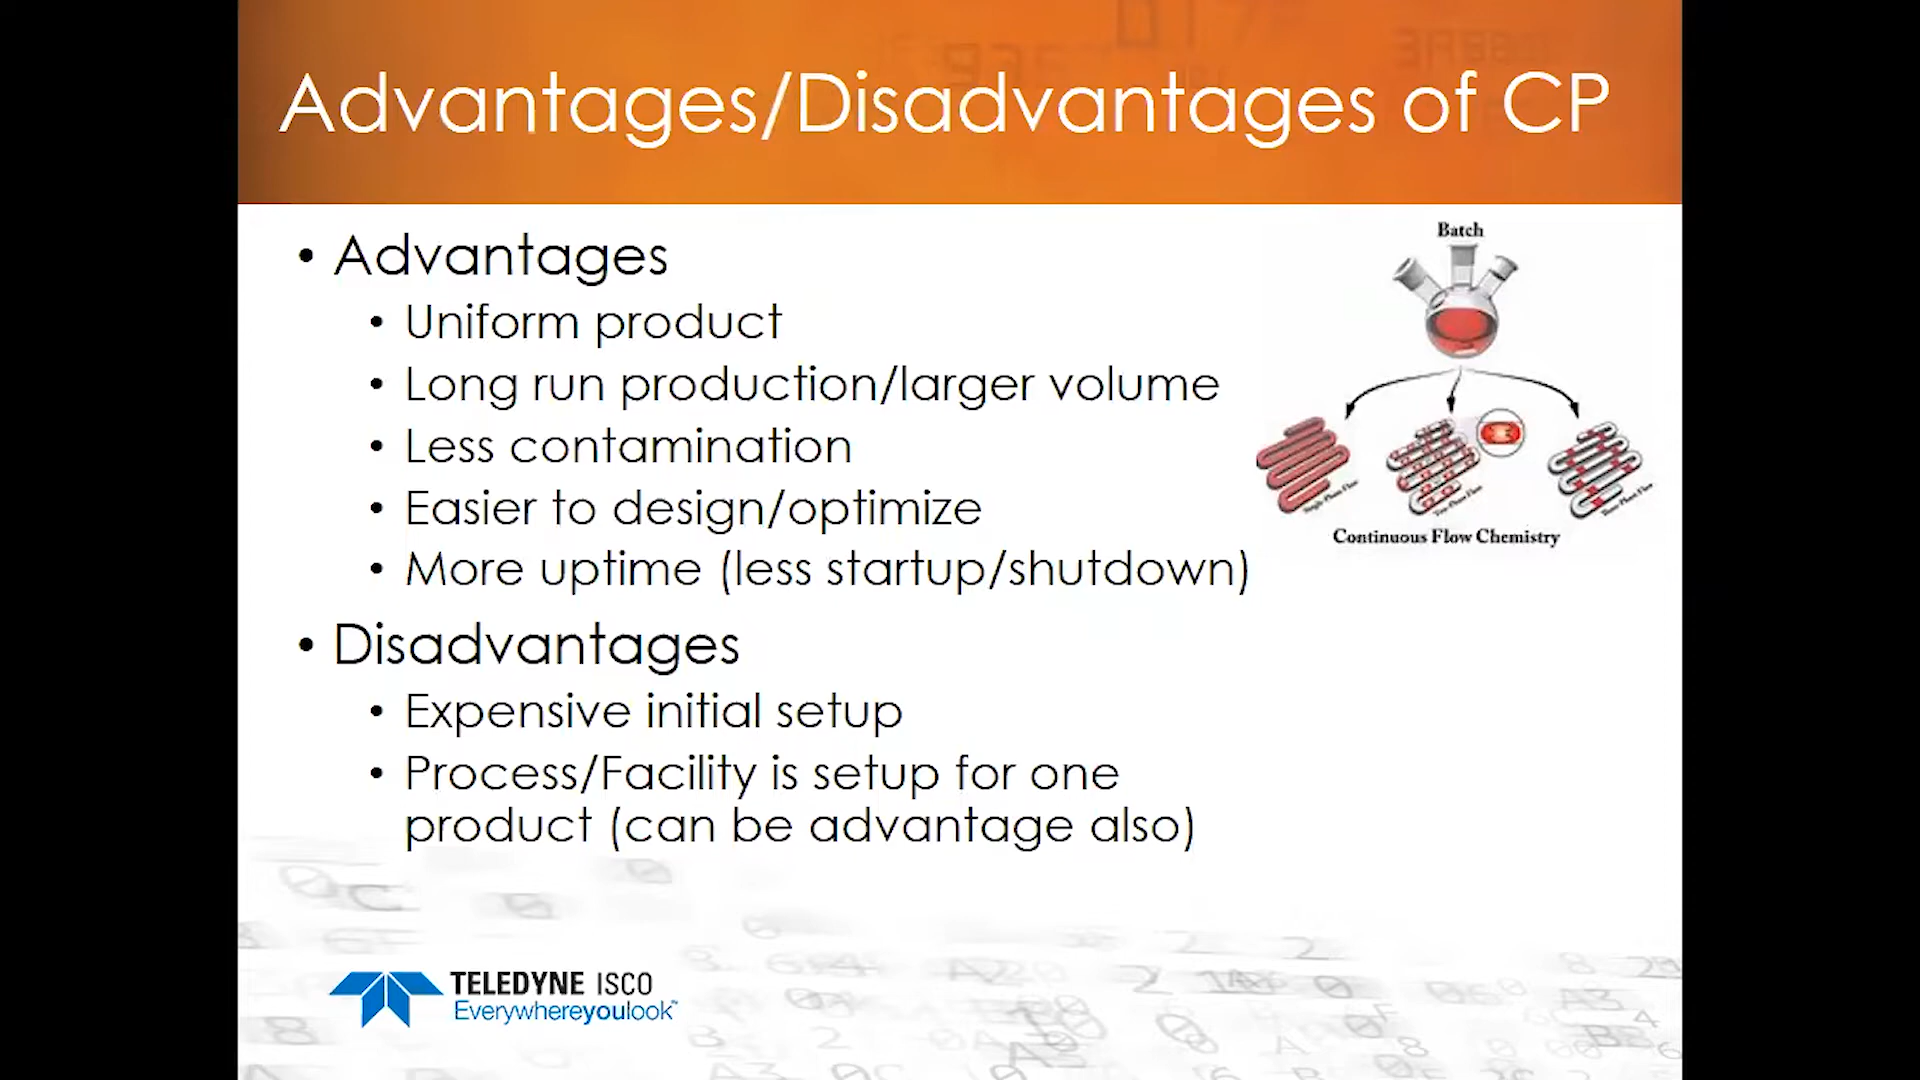 Advantages/Disadvantages of CP
• Advantages
• Uniform product
• Long run production/larger volume
• Less contamination
• Easier to design/optimize
• More uptime (less startup/shutdown)
• Disadvantages
• Expensive initial setup
• Process/Facility is setup for one
product (can be advantage also)
Batch
Continuous Flow Chemistry
TELEDYNE ISCO
Everywhereyoulook™